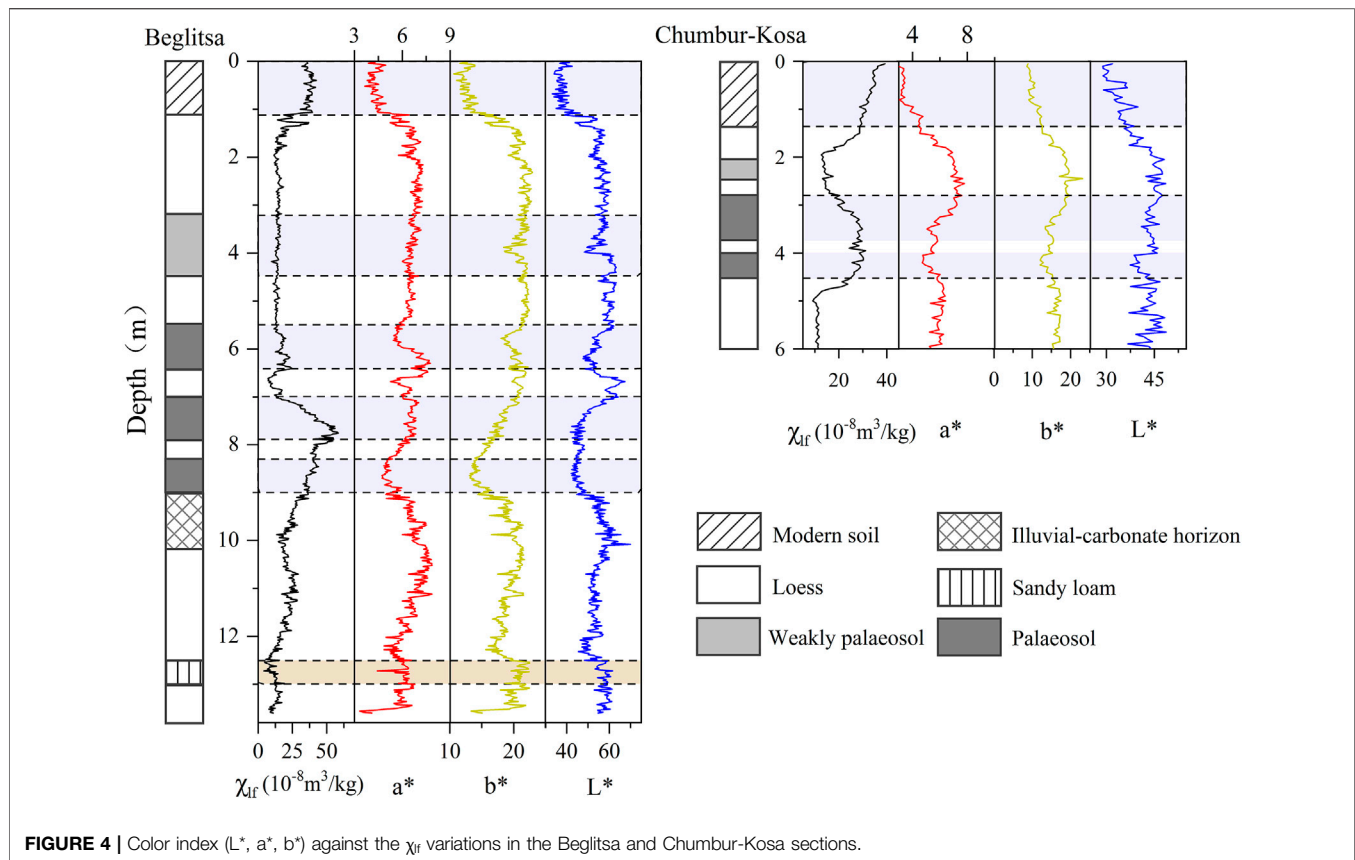 Beglitsa
3 6 9
Chumbur-Kosa
4 8
0
2
4
6
8
10
12
Depth (m)
0
2
4
6
0 25 50
10 20
40 60
χlf (10-8m3/kg) a* b* L*
20 40
0 10 20
30 45
χlf (10-8m3/kg) a* b* L*
Modern soil
Illuvial-carbonate horizon
Loess
Sandy loam
Weakly palaeosol
Palaeosol
FIGURE 4 | Color index (L*, a*, b*) against the χlf variations in the Beglitsa and Chumbur-Kosa sections.